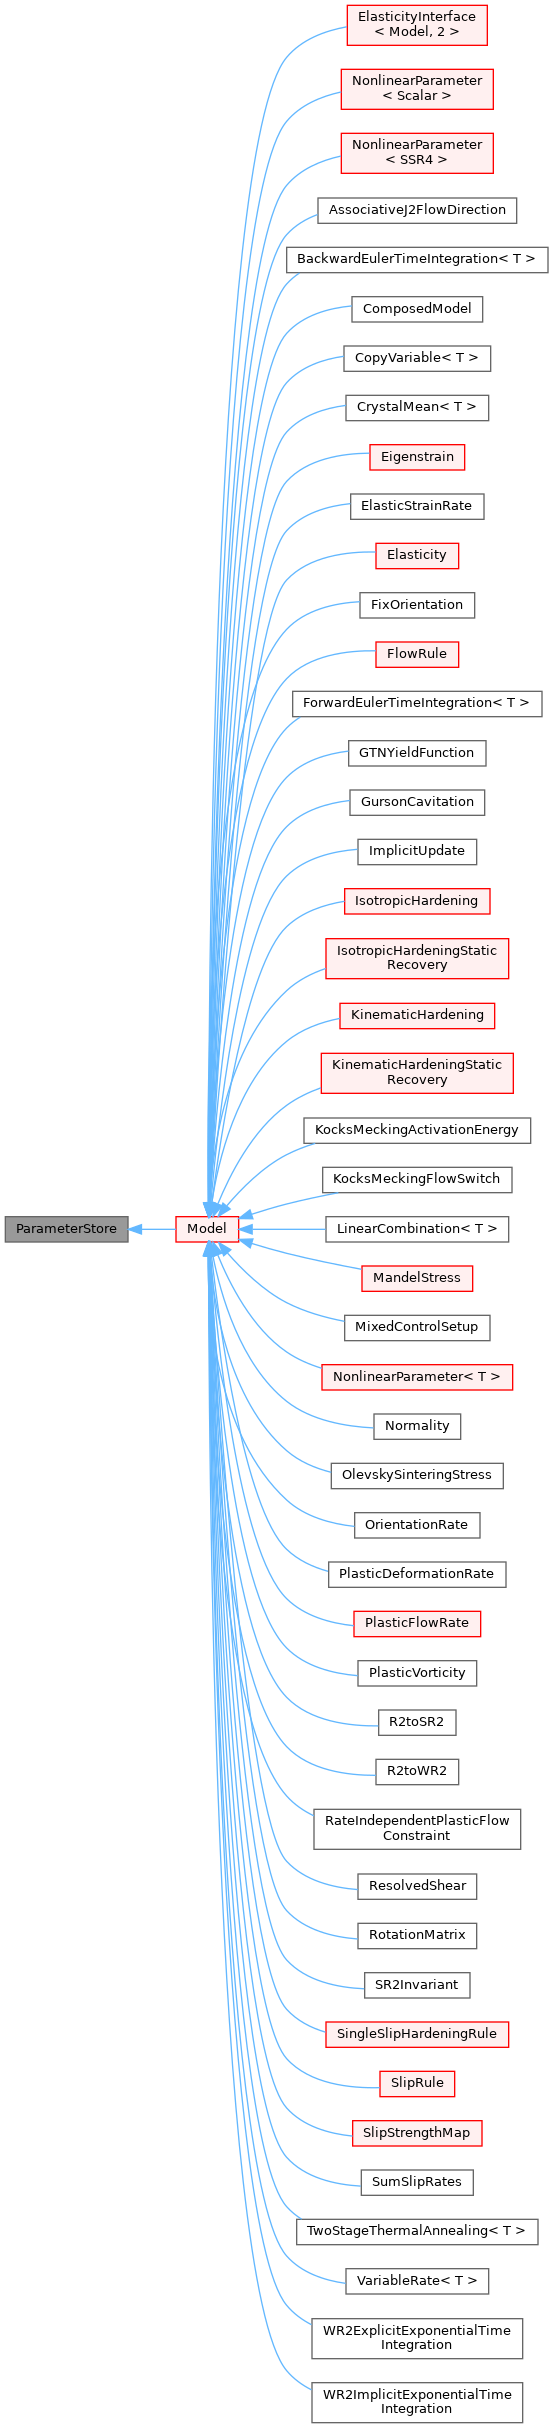 ElasticityInterface
< Model, 2 >
NonlinearParameter
< Scalar >
NonlinearParameter
< SSR4 >
AssociativeJ2FlowDirection
BackwardEulerTimeIntegration< T >
ComposedModel
CopyVariable< T >
CrystalMean< T >
Eigenstrain
ElasticStrainRate
Elasticity
FixOrientation
FlowRule
ForwardEulerTimeIntegration< T >
GTNYieldFunction
GursonCavitation
ImplicitUpdate
IsotropicHardening
IsotropicHardeningStatic
Recovery
KinematicHardening
KinematicHardeningStatic
Recovery
KocksMeckingActivationEnergy
KocksMeckingFlowSwitch
ParameterStore
Model
LinearCombination< T >
MandelStress
MixedControlSetup
NonlinearParameter< T >
Normality
OlevskySinteringStress
OrientationRate
PlasticDeformationRate
PlasticFlowRate
PlasticVorticity
R2toSR2
R2toWR2
RateIndependentPlasticFlow
Constraint
ResolvedShear
RotationMatrix
SR2Invariant
SingleSlipHardeningRule
SlipRule
SlipStrengthMap
SumSlipRates
TwoStageThermalAnnealing< T >
VariableRate< T >
WR2ExplicitExponentialTime
Integration
WR2ImplicitExponentialTime
Integration